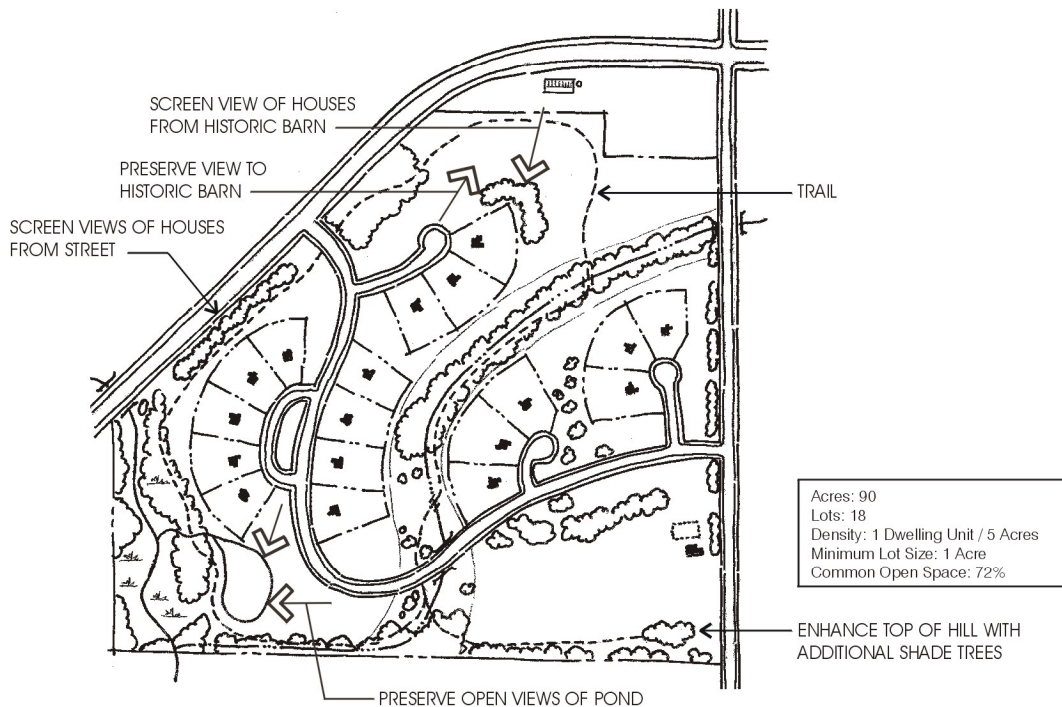 SCREEN VIEW OF HOUSES
FROM HISTORIC BARN
PRESERVE VIEW TO
HISTORIC BARN
SCREEN VIEWS OF HOUSES
FROM STREET
TRAIL
Acres: 90
Lots: 18
Density: 1 Dwelling Unit / 5 Acres
Minimum Lot Size: 1 Acre
Common Open Space: 72%
ENHANCE TOP OF HILL WITH
ADDITIONAL SHADE TREES
PRESERVE OPEN VIEWS OF POND